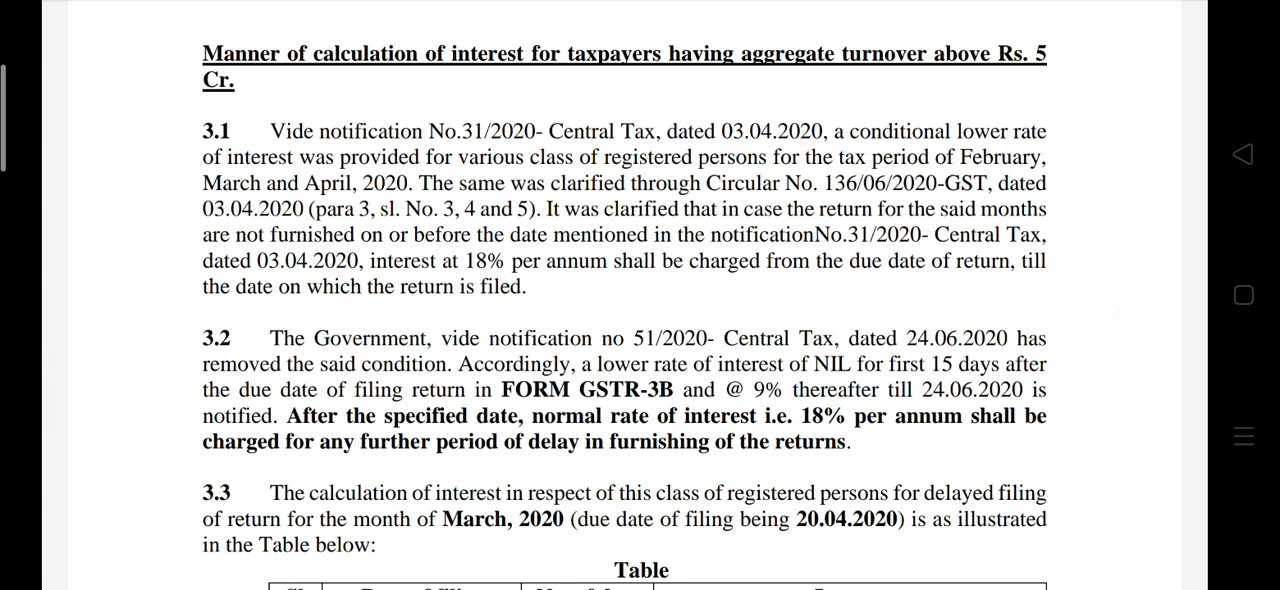 Manner of calculation of interest for taxpayers having aggregate turnover above Rs. 5
Cr.
3.1 Vide notification No.31/2020- Central Tax, dated 03.04.2020, a conditional lower rate
of interest was provided for various class of registered persons for the tax period of February,
March and April, 2020. The same was clarified through Circular No. 136/06/2020-GST, dated
03.04.2020 (para 3, sl. No. 3, 4 and 5). It was clarified that in case the return for the said months
are not furnished on or before the date mentioned in the notificationNo.31/2020- Central Tax,
dated 03.04.2020, interest at 18% per annum shall be charged from the due date of return, till
the date on which the return is filed.
3.2 The Government, vide notification no 51/2020- Central Tax, dated 24.06.2020 has
removed the said condition. Accordingly, a lower rate of interest of NIL for first 15 days after
the due date of filing return in FORM GSTR-3B and @ 9% thereafter till 24.06.2020 is
notified. After the specified date, normal rate of interest i.e. 18% per annum shall be
charged for any further period of delay in furnishing of the returns.
3.3 The calculation of interest in respect of this class of registered persons for delayed filing
of return for the month of March, 2020 (due date of filing being 20.04.2020) is as illustrated
in the Table below:
Table